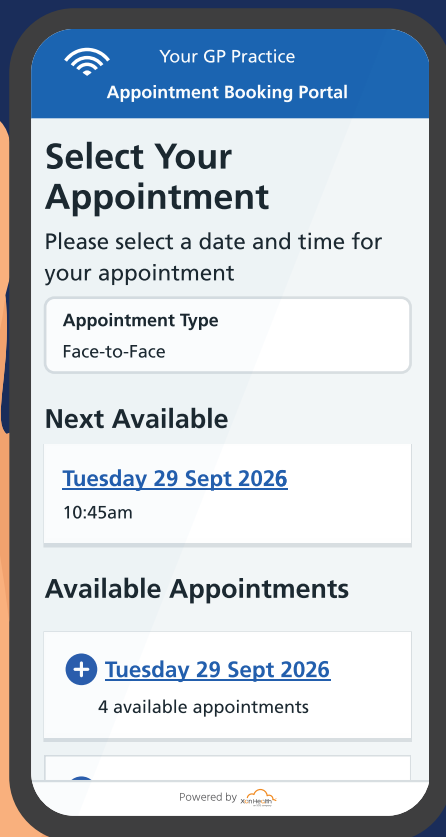 Your GP Practice
Appointment Booking Portal
Select Your
Appointment
Please select a date and time for
your appointment
Appointment Type
Face-to-Face
Next Available
Tuesday 29 Sept 2026
10:45am
Available Appointments
Tuesday 29 Sept 2026
4 available appointments
Powered by XonHealth